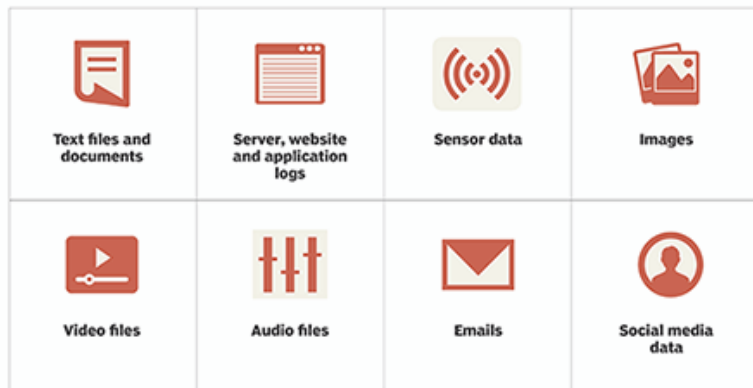 Text files and
documents
Server, website
and application
logs
Sensor data
Images
Video files
Audio files
Emails
Social media
data